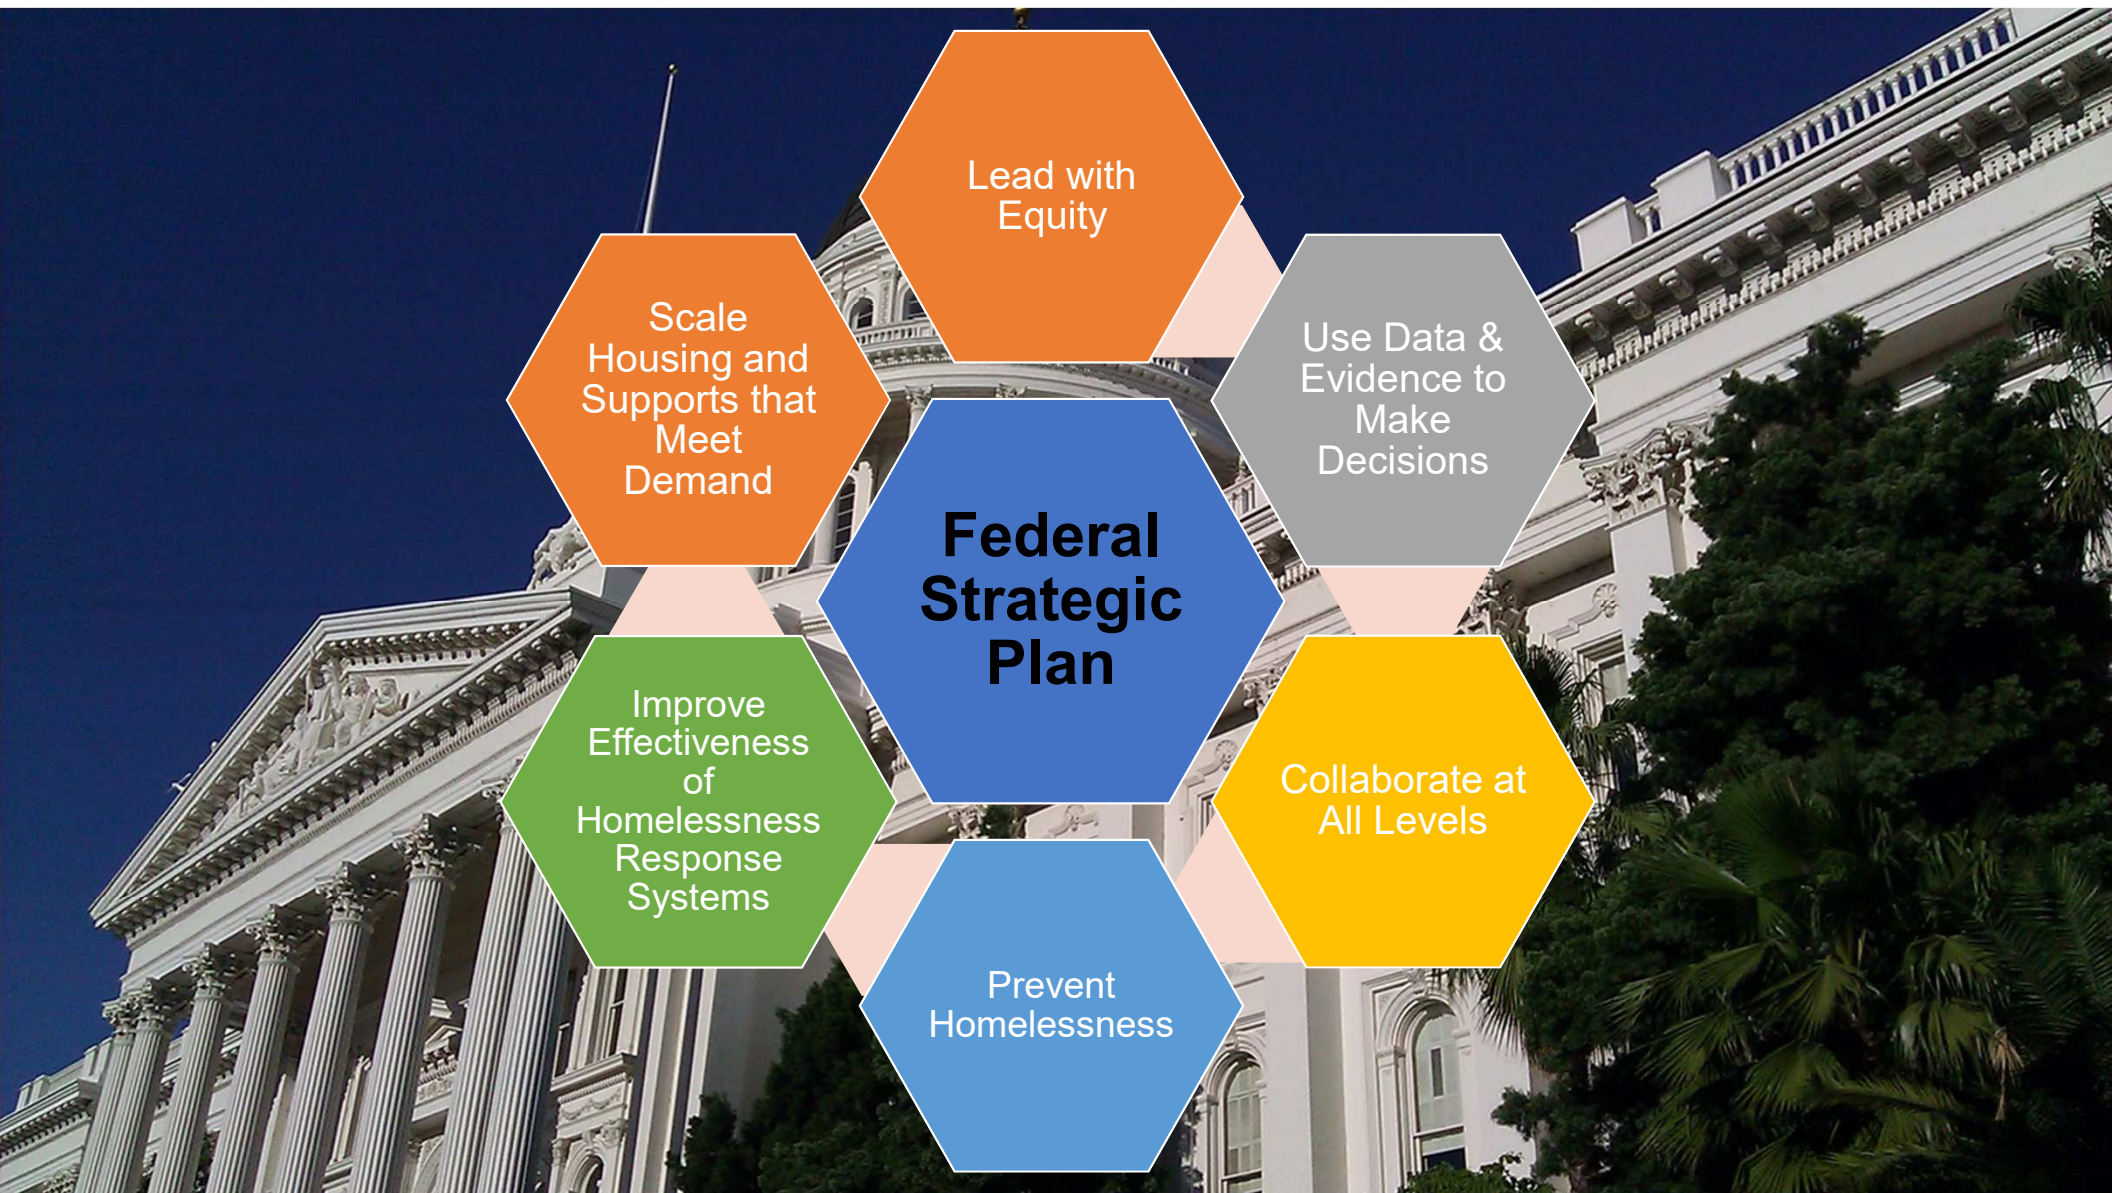 Lead with
Equity
Use Data &
Evidence to
Make
Decisions
Collaborate at
All Levels
Prevent
Homelessness
Improve
Effectiveness
of
Homelessness
Response
Systems
Scale
Housing and
Supports that
Meet
Demand
Federal
Strategic
Plan